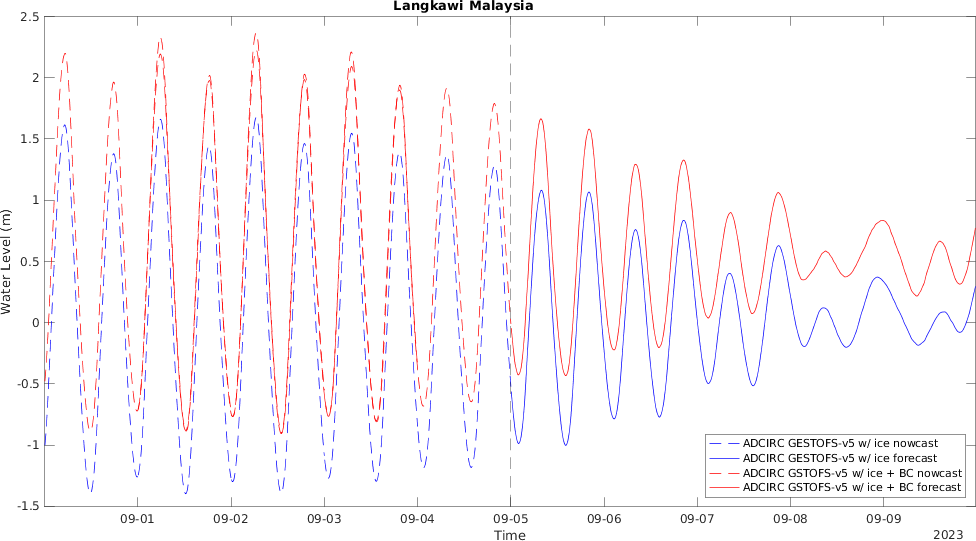 Langkawi Malaysia
2.5
2
1.5
1
0.5
0
-0.5
-1
-1.5
Water Level (m)
ADCIRC GESTOFS-v5 w/ ice nowcast
ADCIRC GESTOFS-v5 w/ ice forecast
ADCIRC GSTOFS-v5 w/ ice + BC nowcast
ADCIRC GSTOFS-v5 w/ ice + BC forecast
09-01 09-02 09-03 09-04 09-05 09-06 09-07 09-08 09-09
Time
2023